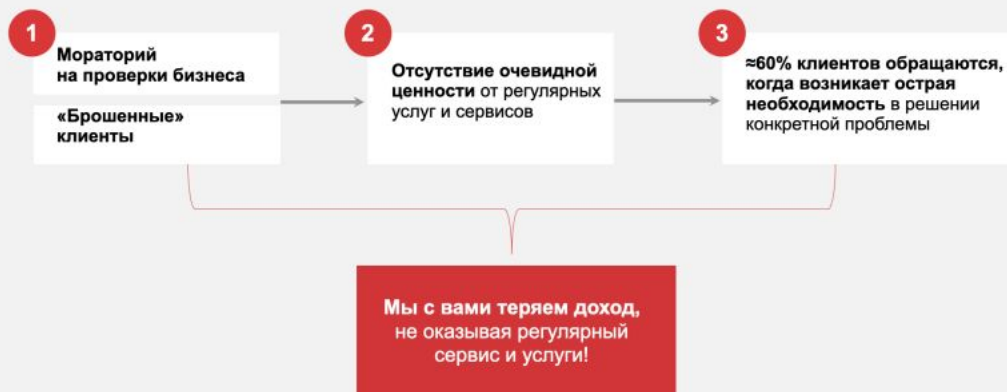 1
Мораторий
на проверки бизнеса
«Брошенные»
клиенты
2
Отсутствие очевидной
ценности от регулярных
услуг и сервисов
3
≈60% клиентов обращаются,
когда возникает острая
необходимость в решении
конкретной проблемы
Мы с вами теряем доход,
не оказывая регулярный
сервис и услуги!